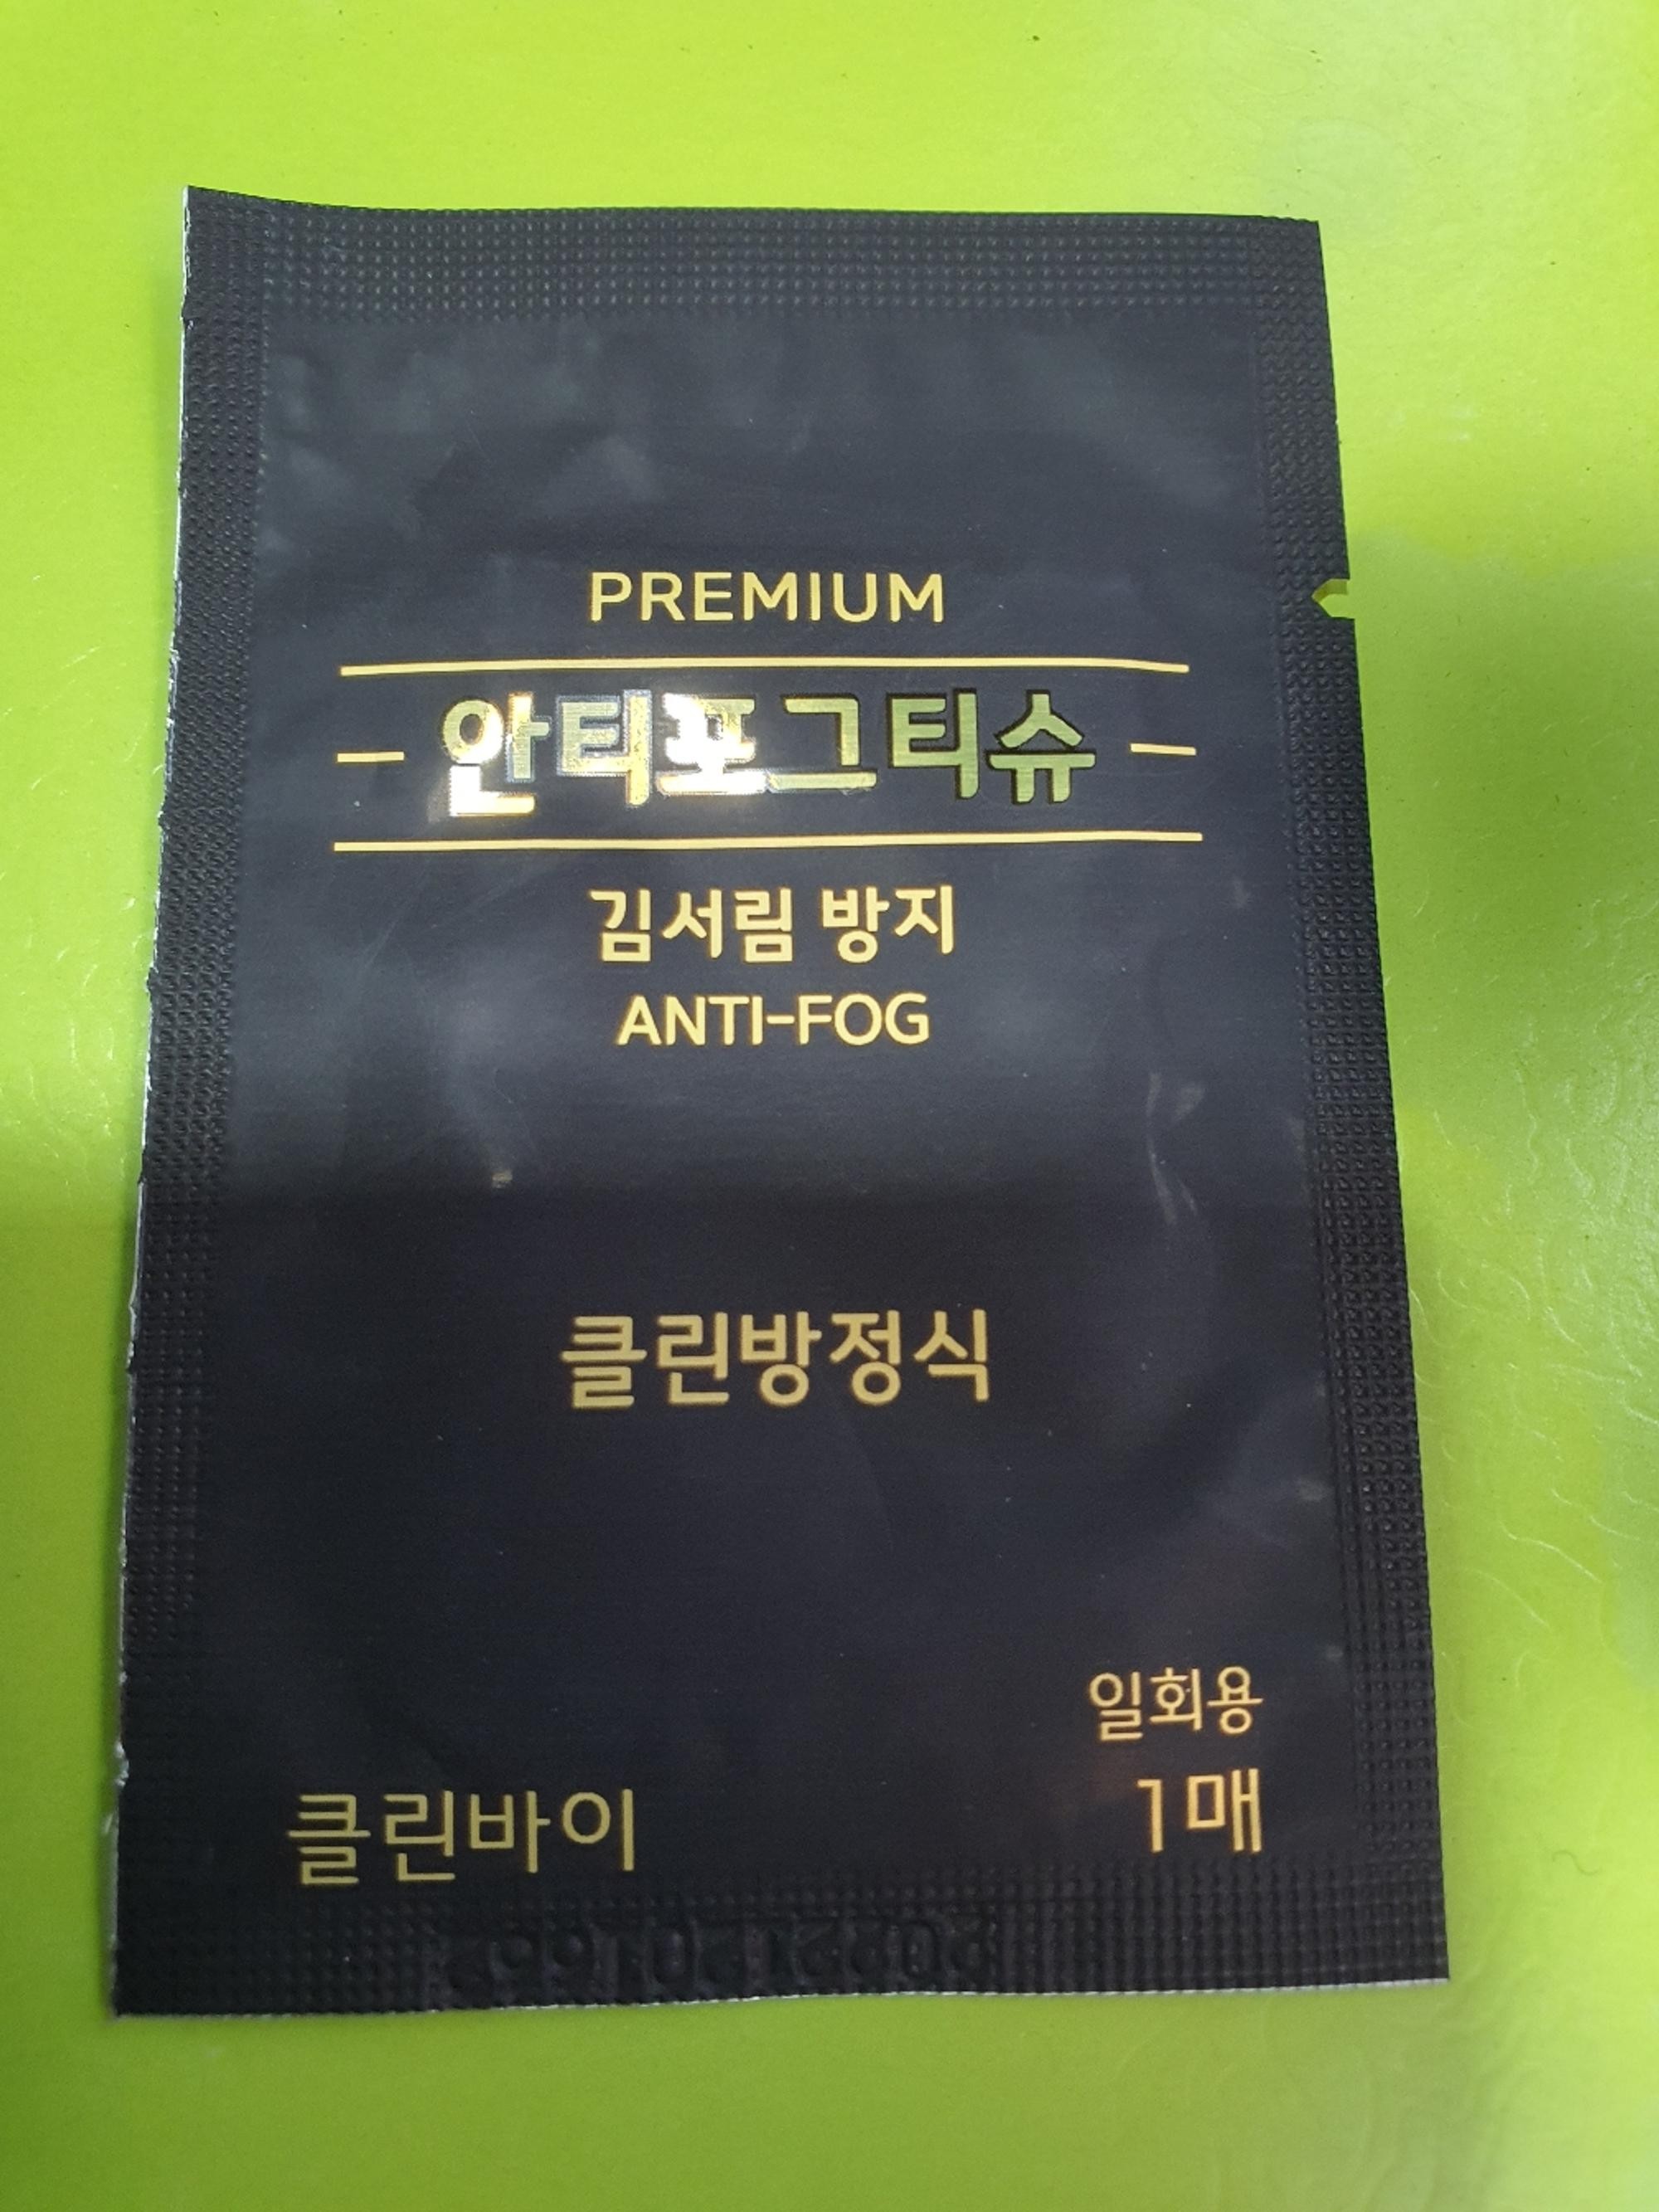 PREMIUM
안티포그티슈
김서림 방지
ANTI-FOG
클린방정식
일회용
1매
클린바이